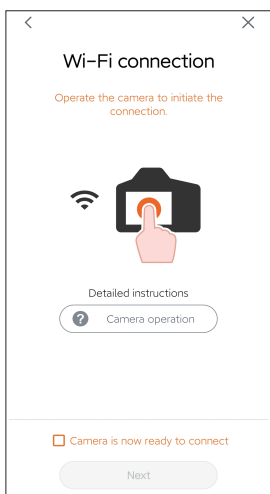 Wi-Fi connection
Operate the camera to initiate the
connection.
Detailed instructions
? Camera operation
Camera is now ready to connect
Next